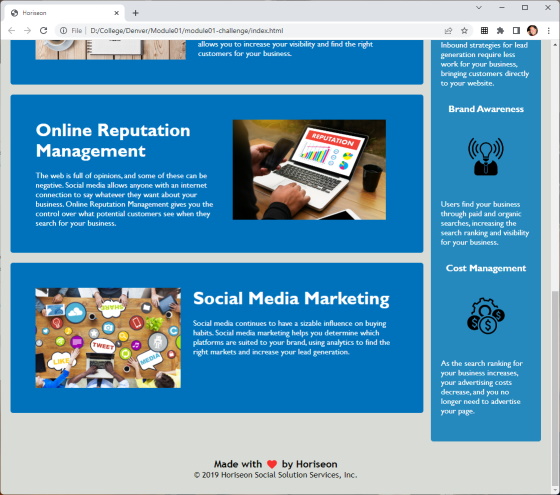 Horiseon
File | D:/College/Denver/Module01/module01-challenge/index.html
allows you to increase your visibility and find the right
customers for your business.
Online Reputation
Management
The web is full of opinions, and some of these can be
negative. Social media allows anyone with an internet
connection to say whatever they want about your
business. Online Reputation Management gives you the
control over what potential customers see when they
search for your business.
REPUTATION
Social Media Marketing
Social media continues to have a sizable influence on buying
habits. Social media marketing helps you determine which
platforms are suited to your brand, using analytics to find the
right markets and increase your lead generation.
SHARE
TWEET
LIKE
MEDIA
Inbound strategies for lead
generation require less
work for your business,
bringing customers directly
to your website.
Brand Awareness
Users find your business
through paid and organic
searches, increasing the
search ranking and visibility
for your business.
Cost Management
$ $ $
As the search ranking for
your business increases,
your advertising costs
decrease, and you no
longer need to advertise
your page.
Made with ❤️ by Horiseon
© 2019 Horiseon Social Solution Services, Inc.